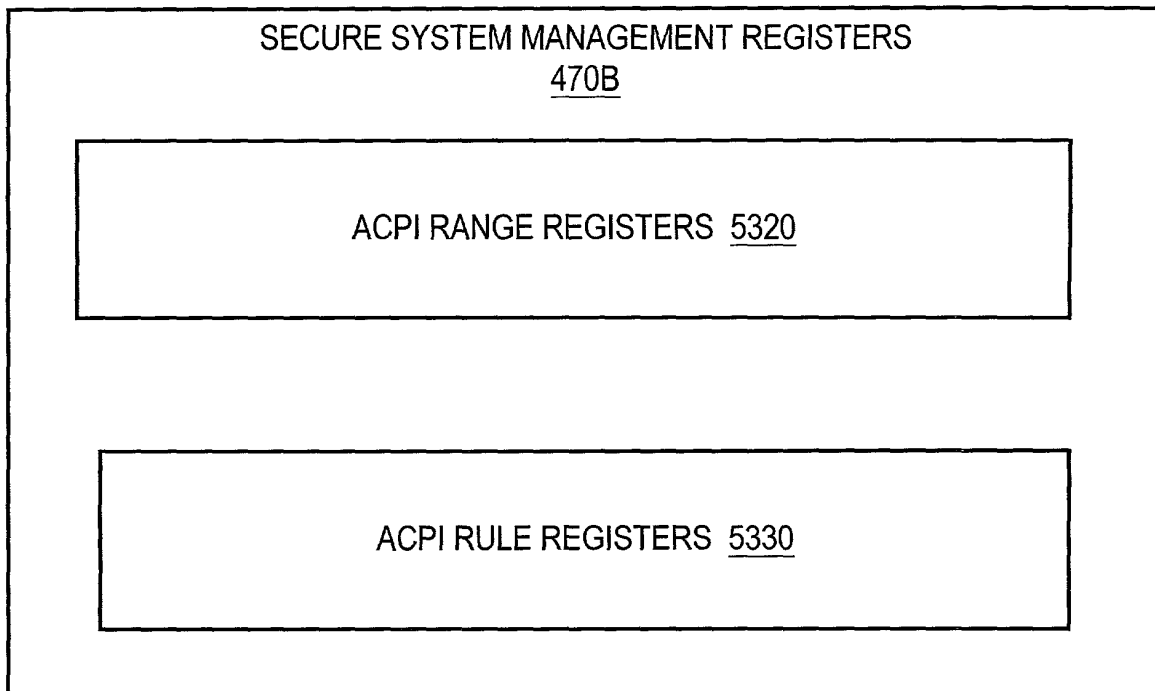 SECURE SYSTEM MANAGEMENT REGISTERS
470B
ACPI RANGE REGISTERS 5320
ACPI RULE REGISTERS 5330